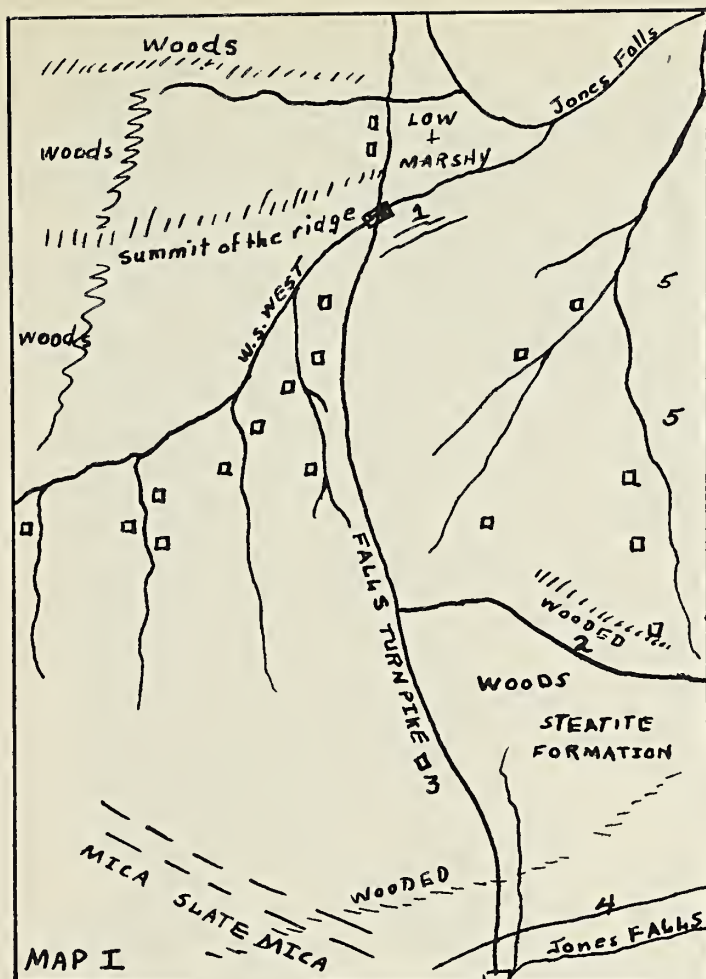 Woods
Jones Falls
LOW
+
MARSHY
Woods
1
Summit of the ridge
W.S. WEST
5
woods
5
FALLS TURNPIKE
WOODED
2
WOODS
STEATITE
FORMATION
3
MICA SLATE MICA
WOODED
4
Jones FALLS
MAP I